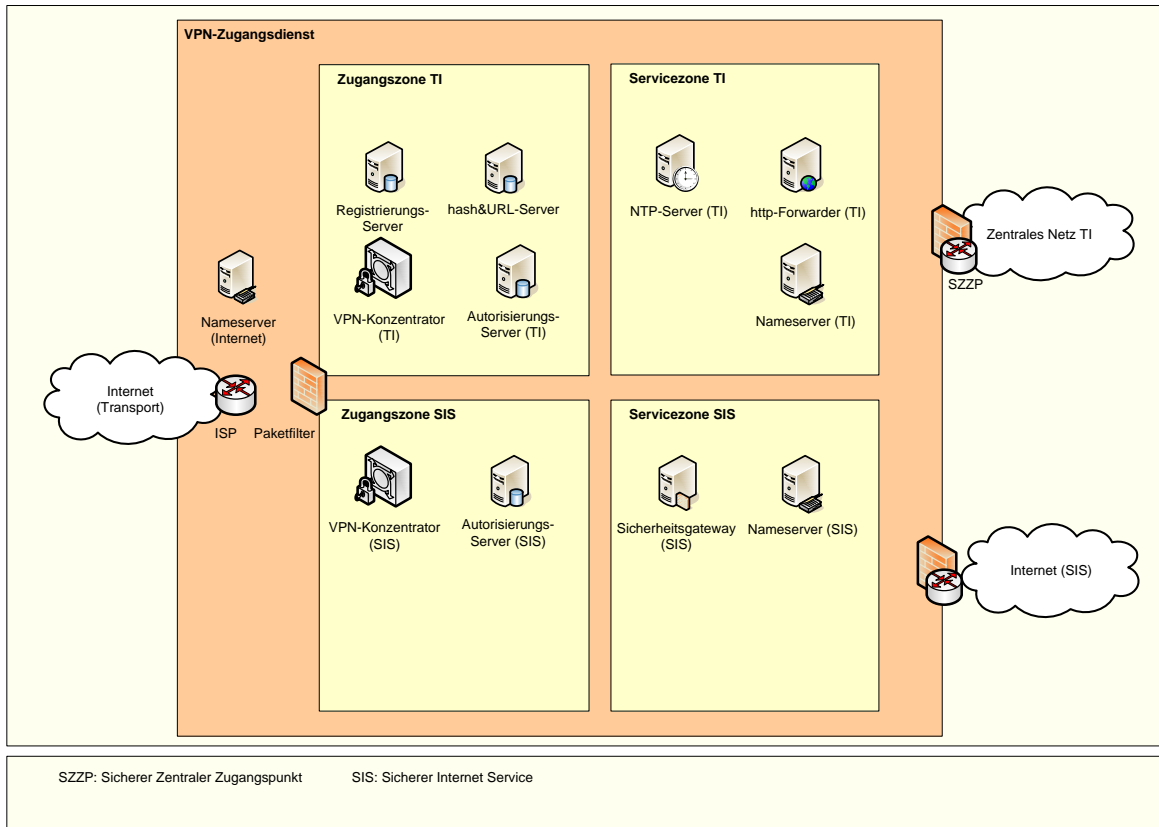 VPN-Zugangsdienst
Zugangszone TI
Servicezone TI
Registrierungs-
Server
hash&URL-Server
NTP-Server (TI)
http-Forwarder (TI)
Zentrales Netz TI
SZZP
Nameserver
(Internet)
VPN-Konzentrator
(TI)
Autorisierungs-
Server (TI)
Nameserver (TI)
Internet
(Transport)
ISP
Paketfilter
Zugangszone SIS
Servicezone SIS
VPN-Konzentrator
(SIS)
Autorisierungs-
Server (SIS)
Sicherheitsgateway
(SIS)
Nameserver (SIS)
Internet (SIS)
SZZP: Sicherer Zentraler Zugangspunkt
SIS: Sicherer Internet Service